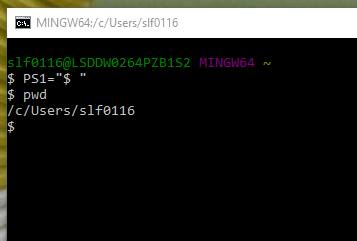 MINGW64:/c/Users/slf0116
slf0116@LSDDW0264PZB1S2 MINGW64 ~
$ PS1="$ "
$ pwd
/c/Users/slf0116
$